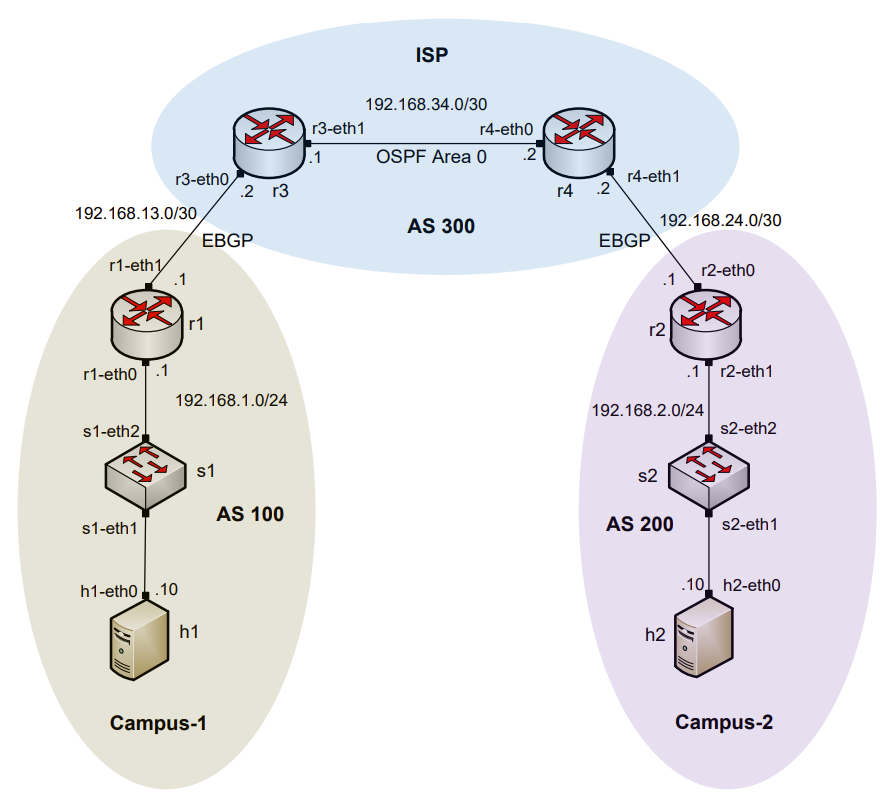 ISP
192.168.34.0/30
r3-eth1
r4-eth0
.1
OSPF Area 0
.2
r3-eth0
.2
r3
r4
.2
r4-eth1
192.168.13.0/30
AS 300
192.168.24.0/30
EBGP
EBGP
r1-eth1
.1
r1
.1
r2-eth0
r2
r1-eth0
.1
192.168.1.0/24
.1
r2-eth1
192.168.2.0/24
s1-eth2
s1
s1-eth1
AS 100
s2-eth2
s2
AS 200
s2-eth1
h1-eth0
.10
h1
.10
h2-eth0
h2
Campus-1
Campus-2